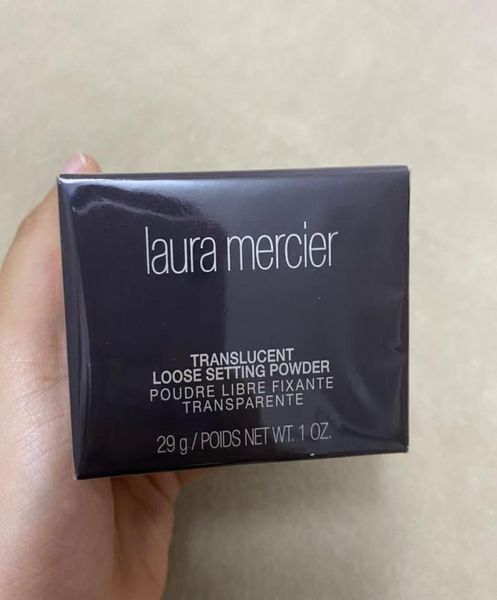 laura mercier
TRANSLUCENT
LOOSE SETTING POWDER
POUDRE LIBRE FIXANTE
TRANSPARENTE
29 g / POIDS NET WT. 1 OZ.